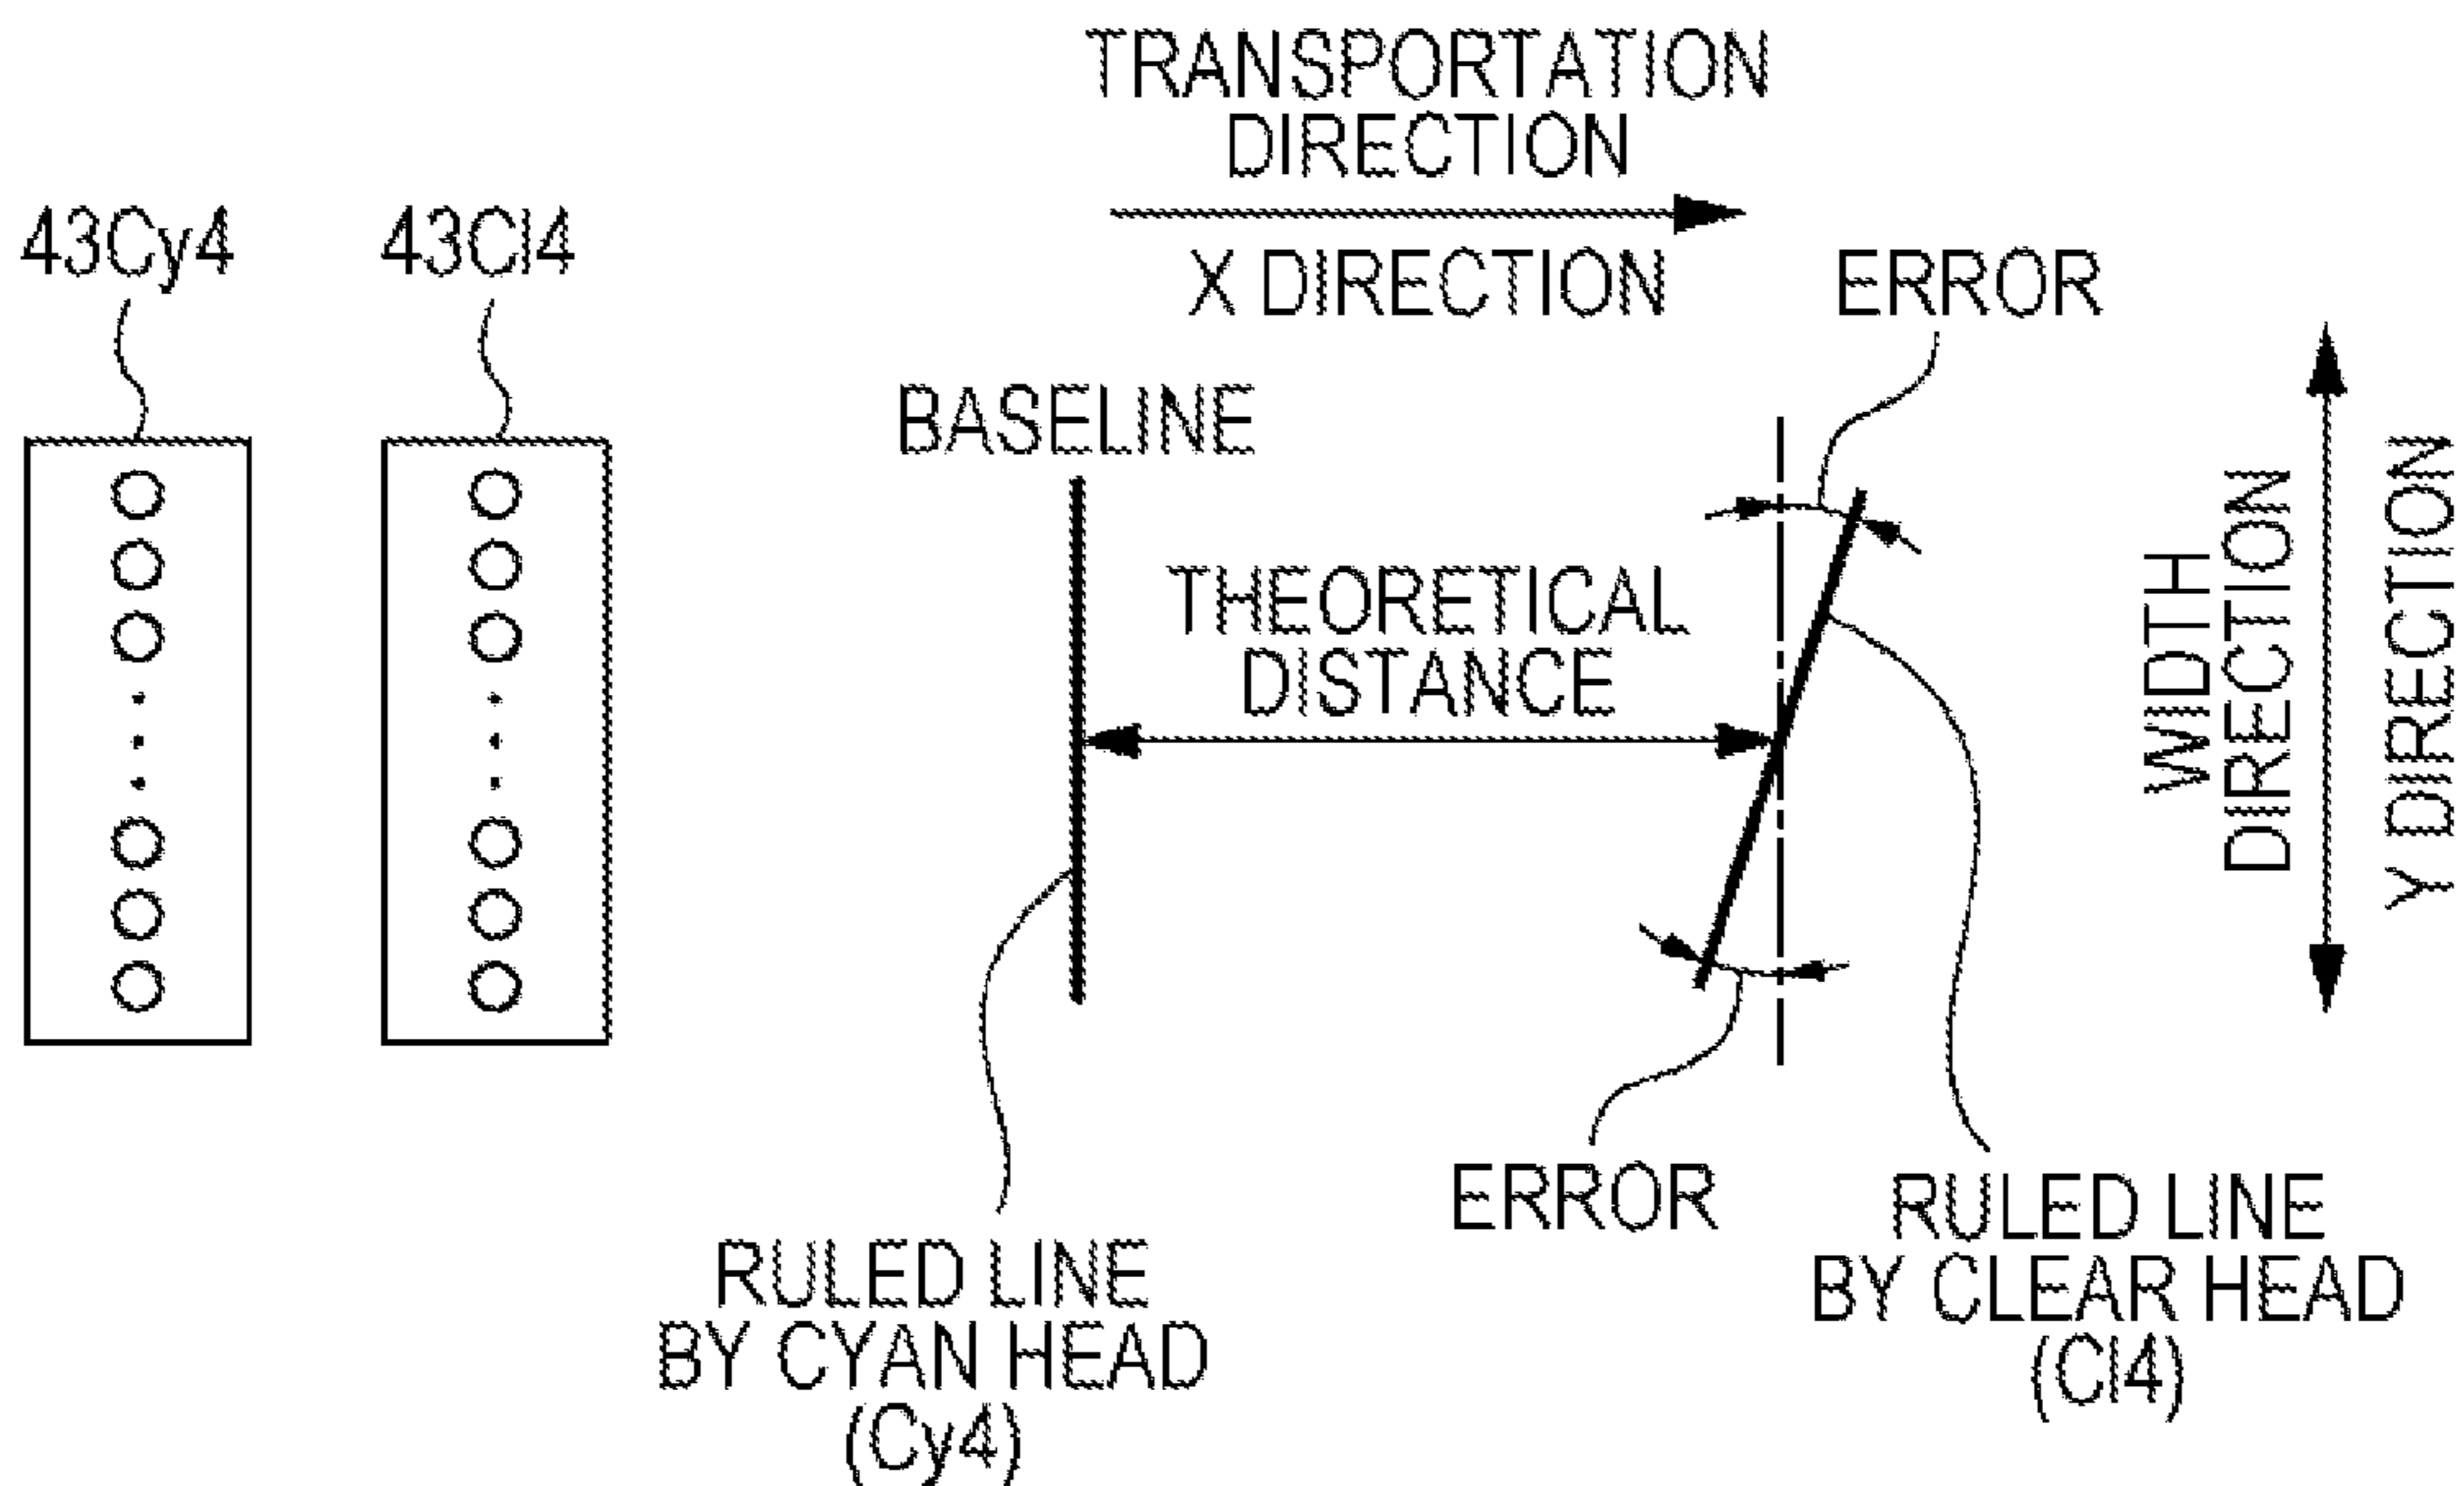 TRANSPORTATION
DIRECTION
X DIRECTION
43Cy4
43Cl4
ERROR
BASELINE
THEORETICAL
DISTANCE
WIDTH
DIRECTION
Y DIRECTION
ERROR
RULED LINE
BY CYAN HEAD
(Cy4)
RULED LINE
BY CLEAR HEAD
(Cl4)